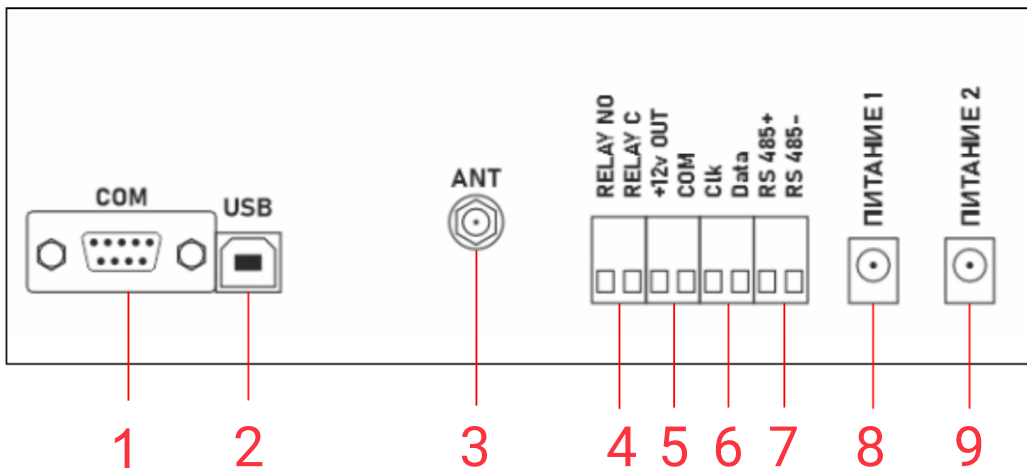 COM
USB
ANT
RELAY NO
RELAY C
+12v OUT
COM
Clk
Data
RS 485+
RS 485-
ПИТАНИЕ 1
ПИТАНИЕ 2
1 2 3 4 5 6 7 8 9